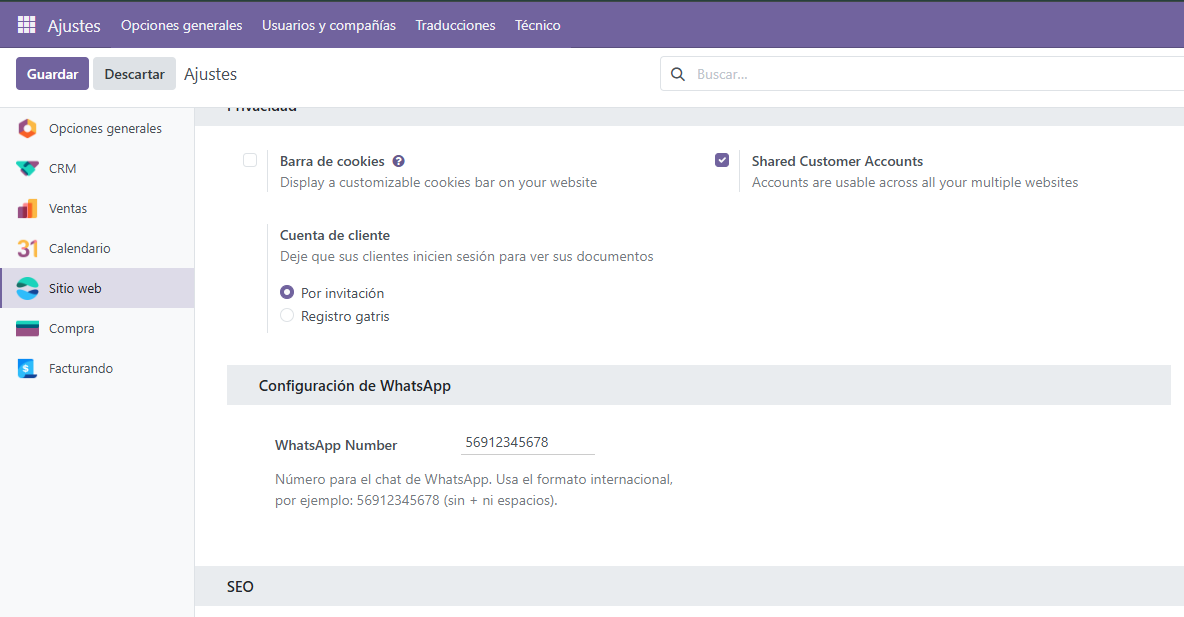 Ajustes Opciones generales Usuarios y compañías Traducciones Técnico
Guardar Descartar Ajustes Buscar...
Privacidad
Opciones generales
CRM
Ventas
31 Calendario
Sitio web
Compra
$ Facturando
Barra de cookies ?
Display a customizable cookies bar on your website
Shared Customer Accounts
Accounts are usable across all your multiple websites
Cuenta de cliente
Deje que sus clientes inicien sesión para ver sus documentos
Por invitación
Registro gatris
Configuración de WhatsApp
WhatsApp Number 56912345678
Número para el chat de WhatsApp. Usa el formato internacional,
por ejemplo: 56912345678 (sin + ni espacios).
SEO